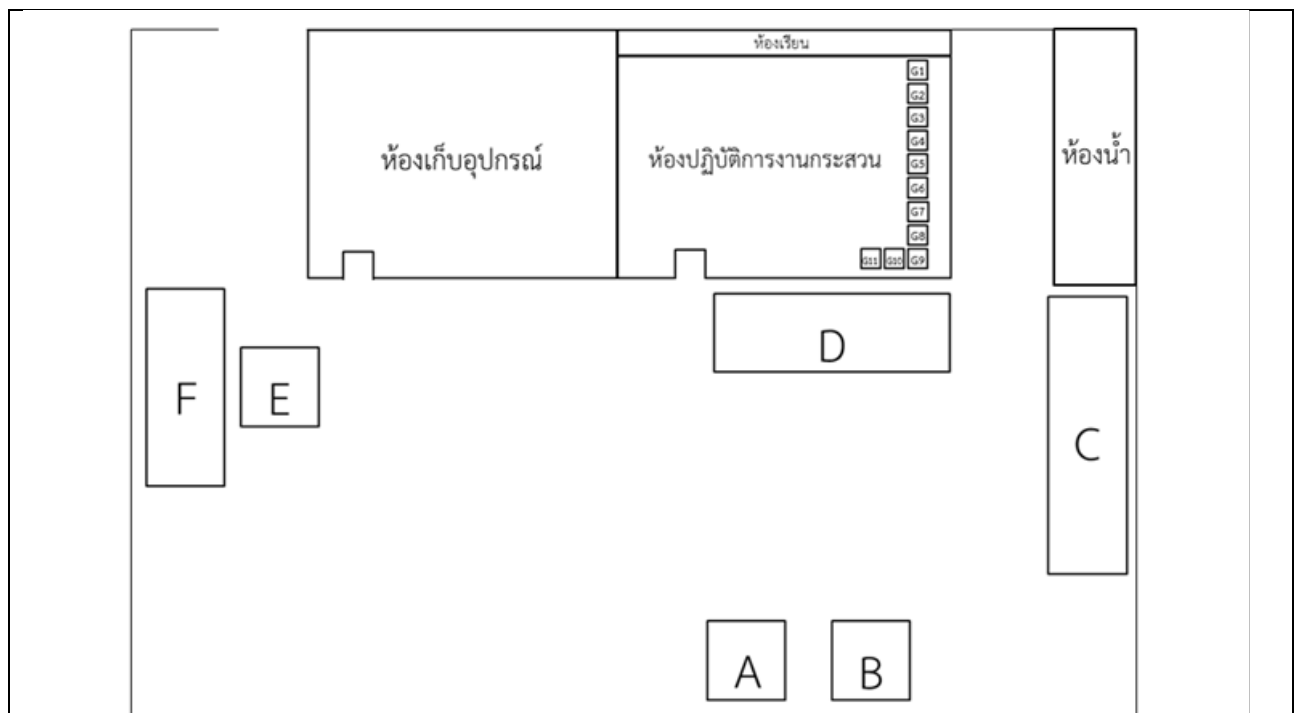 ห้องเรียน
G1
G2
G3
G4
G5
G6
G7
G8
G11 G10 G9
ห้องเก็บอุปกรณ์
ห้องปฏิบัติการงานกระสวน
ห้องน้ำ
D
F
E
C
A
B